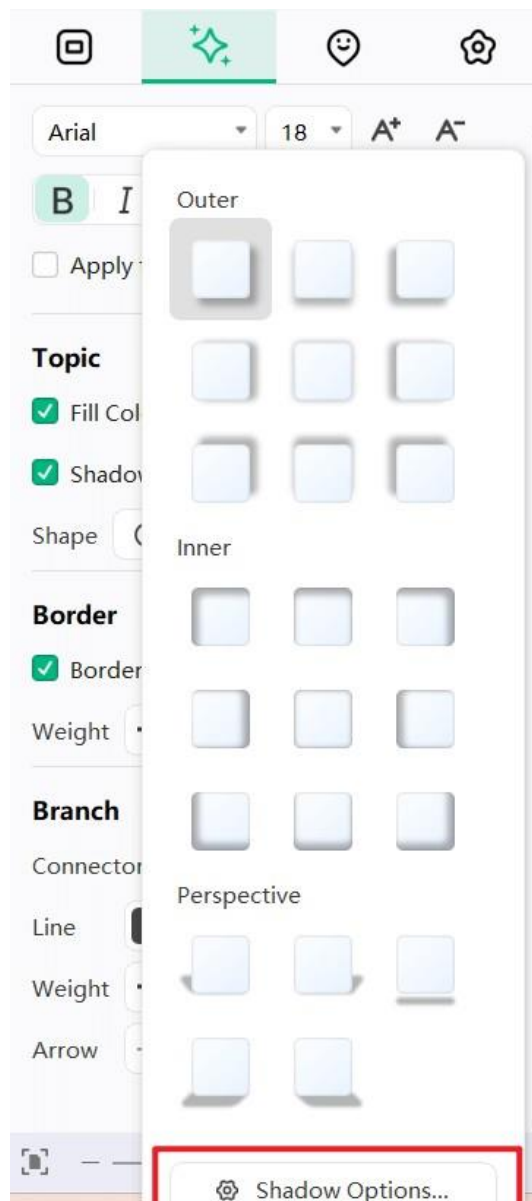 Arial 18 A+ A-
B I
Outer
Apply
Topic
Fill Col
Shadow
Shape
Inner
Border
Border
Weight
Branch
Connector
Perspective
Line
Weight
Arrow
Shadow Options...